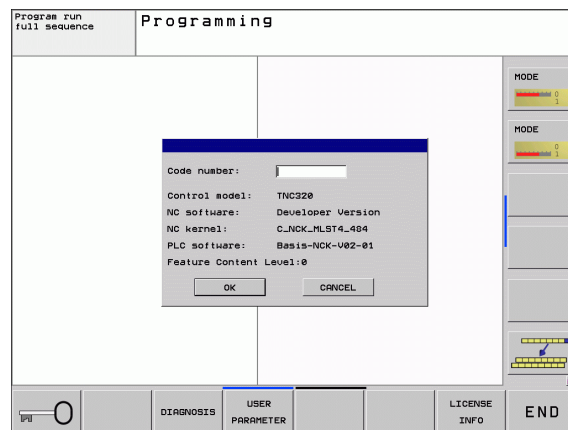 Program run
full sequence
Programming
MODE
0
1
MODE
0
1
Code number:
Control model: TNC320
NC software: Developer Version
NC kernel: C_NCK_MLST4_484
PLC software: Basis-NCK-V02-01
Feature Content Level:0
OK CANCEL
DIAGNOSIS
USER
PARAMETER
LICENSE
INFO
END